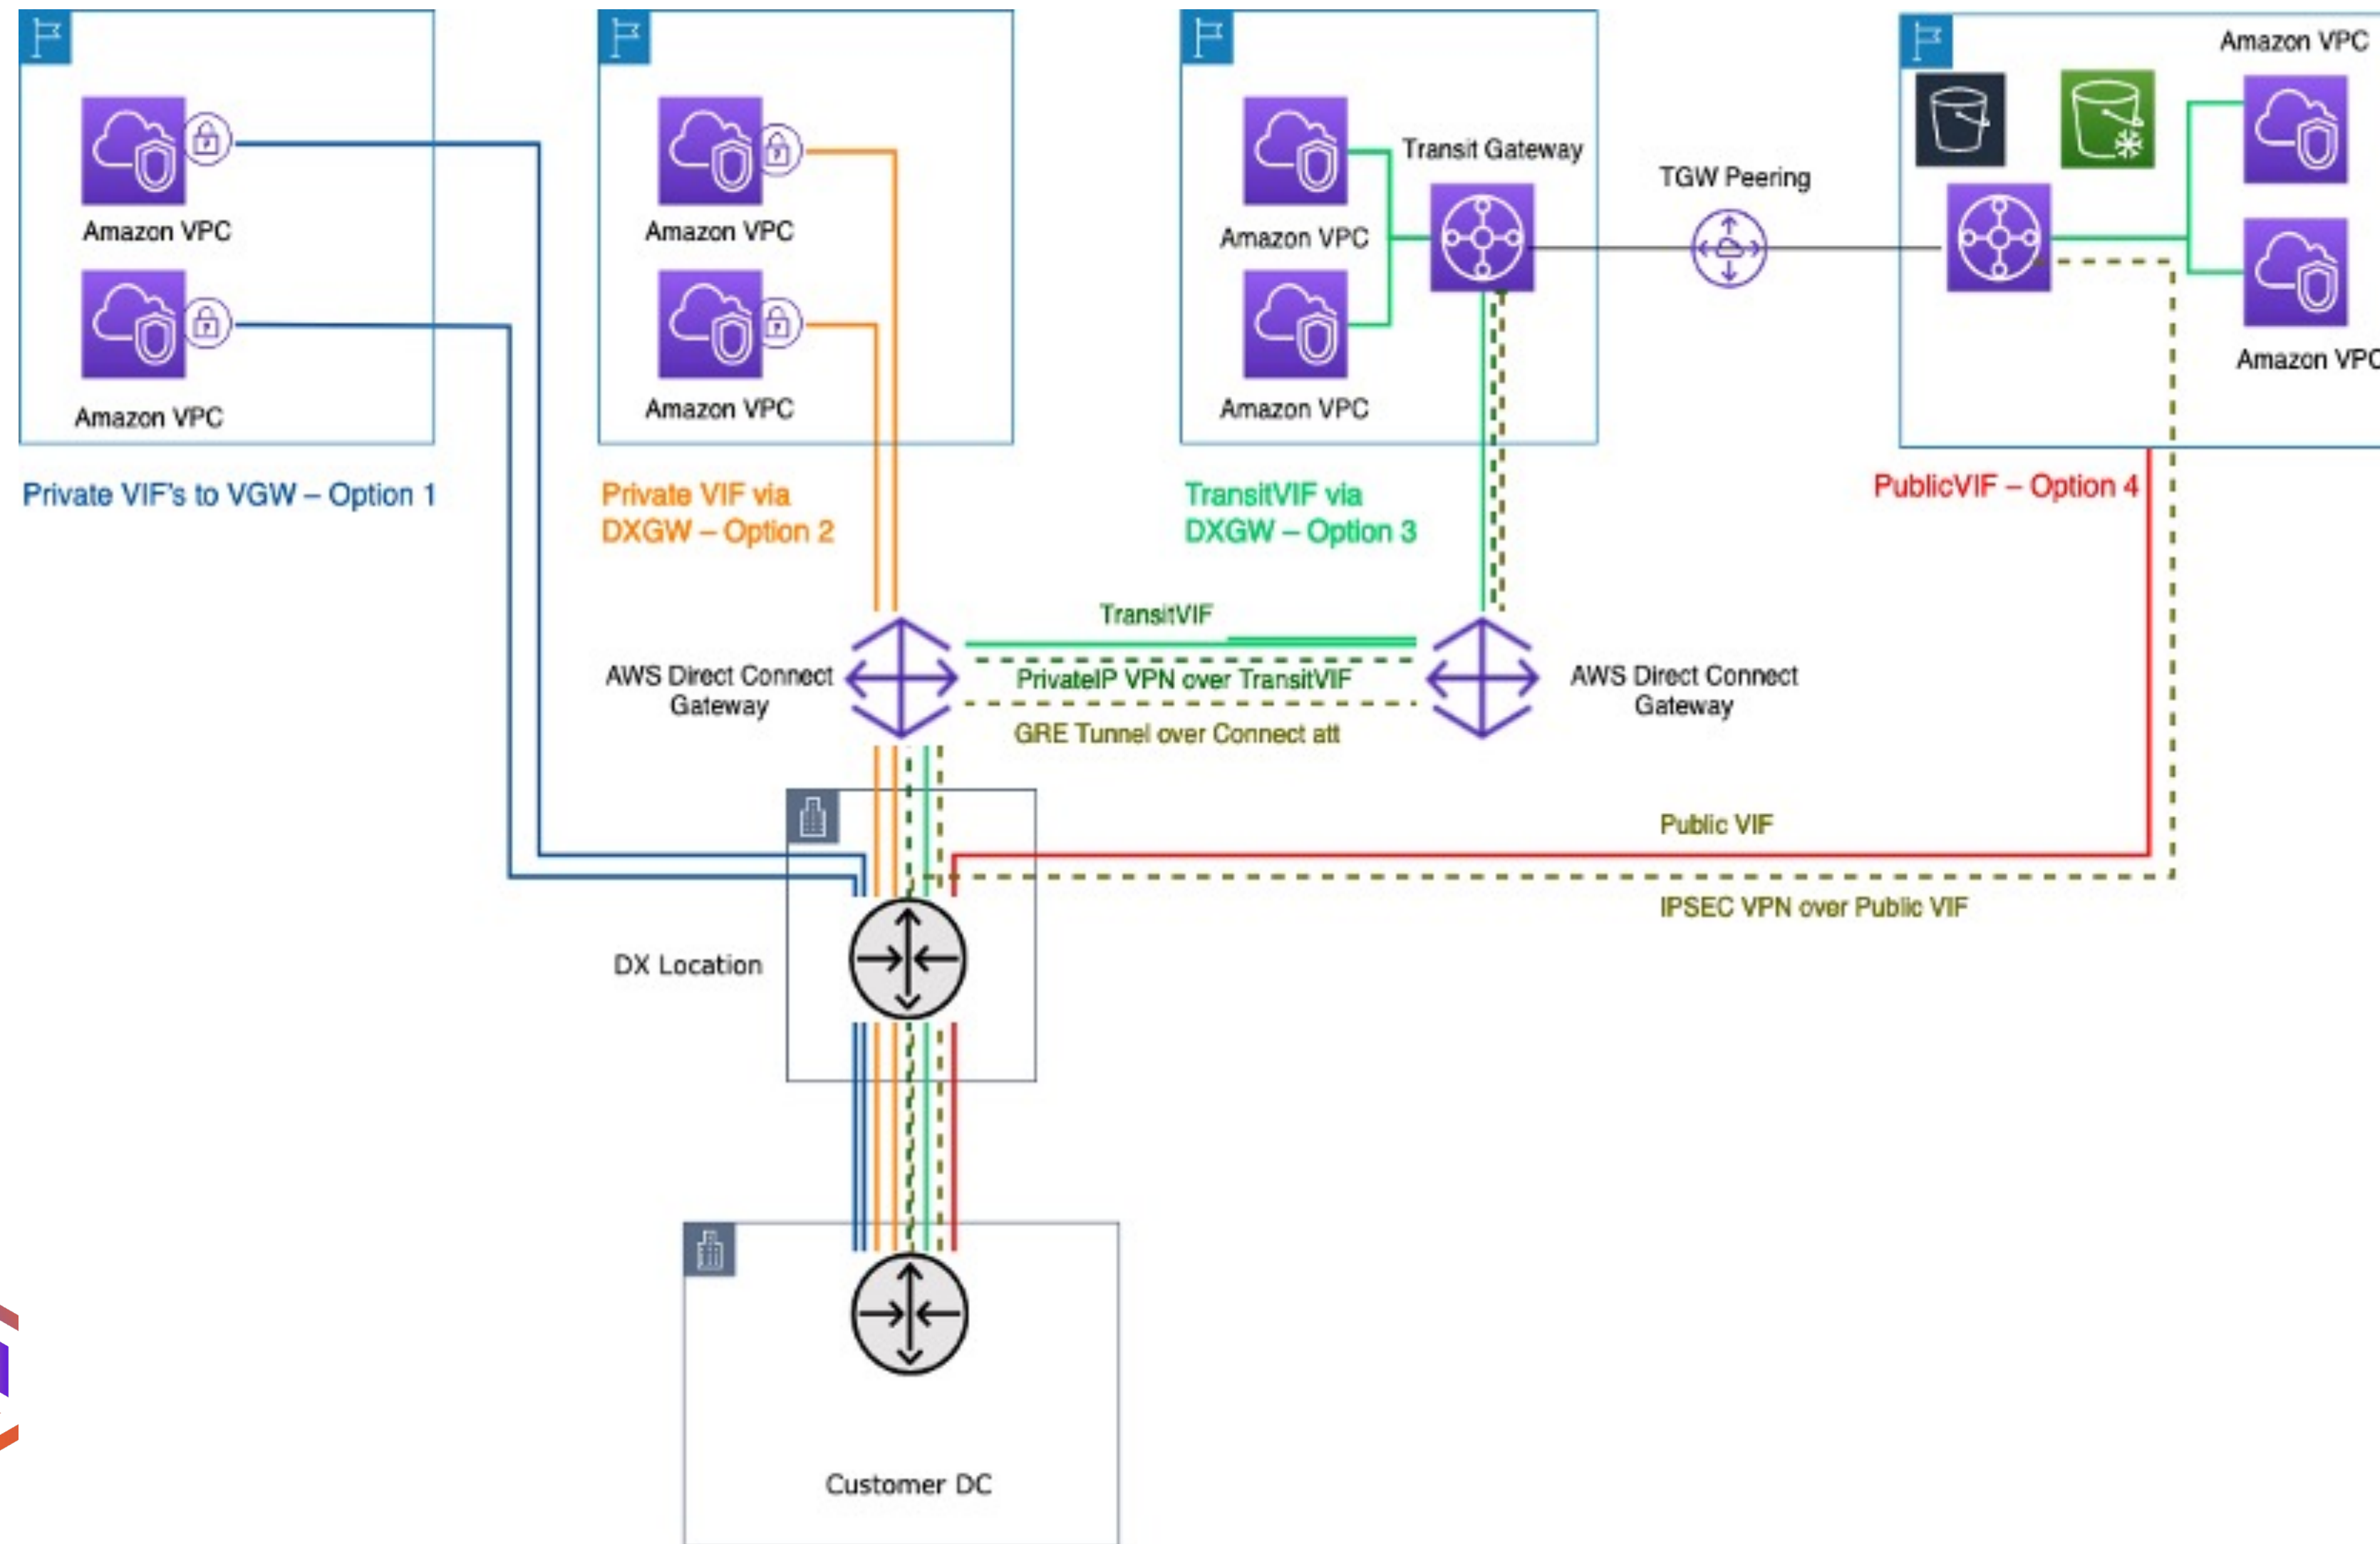 Amazon VPC
Amazon VPC
Private VIF's to VGW – Option 1
Amazon VPC
Amazon VPC
Private VIF via
DXGW – Option 2
Transit Gateway
Amazon VPC
Amazon VPC
TransitVIF via
DXGW – Option 3
TGW Peering
Amazon VPC
Amazon VPC
PublicVIF – Option 4
TransitVIF
AWS Direct Connect
Gateway
PrivateIP VPN over TransitVIF
GRE Tunnel over Connect att
AWS Direct Connect
Gateway
Public VIF
IPSEC VPN over Public VIF
DX Location
Customer DC